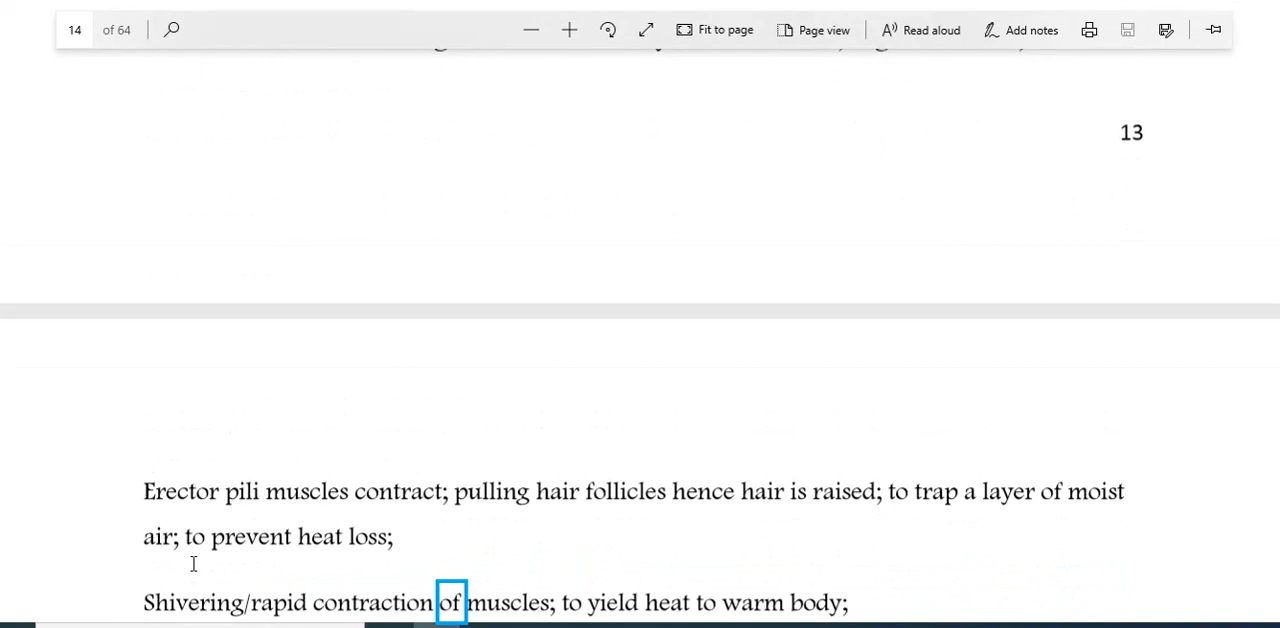 14 of 64 Fit to page Page view Read aloud Add notes
13
Erector pili muscles contract; pulling hair follicles hence hair is raised; to trap a layer of moist
air; to prevent heat loss;
Shivering/rapid contraction of muscles; to yield heat to warm body;